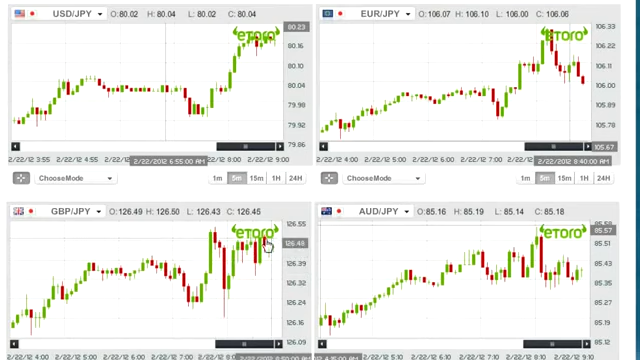 USD/JPY O: 80.02 H: 80.04 L: 80.02 C: 80.04
80.23
etoro
80.16
80.04
79.92
79.86
2/22/12 3:55 2/22/12 4:55 2/22/2012 6:55:00 AM 2/22/12 8:00 2/22/12 9:00
ChooseMode 1m 5m 15m 1H 24H
EUR/JPY O: 106.07 H: 106.10 L: 106.00 C: 106.06
106.33
etoro
106.22
106.11
106.00
105.89
105.78
105.67
2/22/12 4:00 2/22/12 5:00 2/22/12 6:00 2/22/12 7:00 2/22/2012 8:40:00 AM
ChooseMode 1m 5m 15m 1H 24H
GBP/JPY O: 126.49 H: 126.50 L: 126.43 C: 126.45
126.55
etoro
126.48
126.39
126.32
126.24
126.16
126.09
2/22/12 4:00 2/22/12 5:00 2/22/12 6:00 2/22/12 7:00
AUD/JPY O: 85.16 H: 85.19 L: 85.14 C: 85.18
85.57
etoro
85.51
85.43
85.35
85.27
85.19
85.12
2/22/12 5:10 2/22/12 6:10 2/22/12 7:10 2/22/12 8:10 2/22/12 9:10